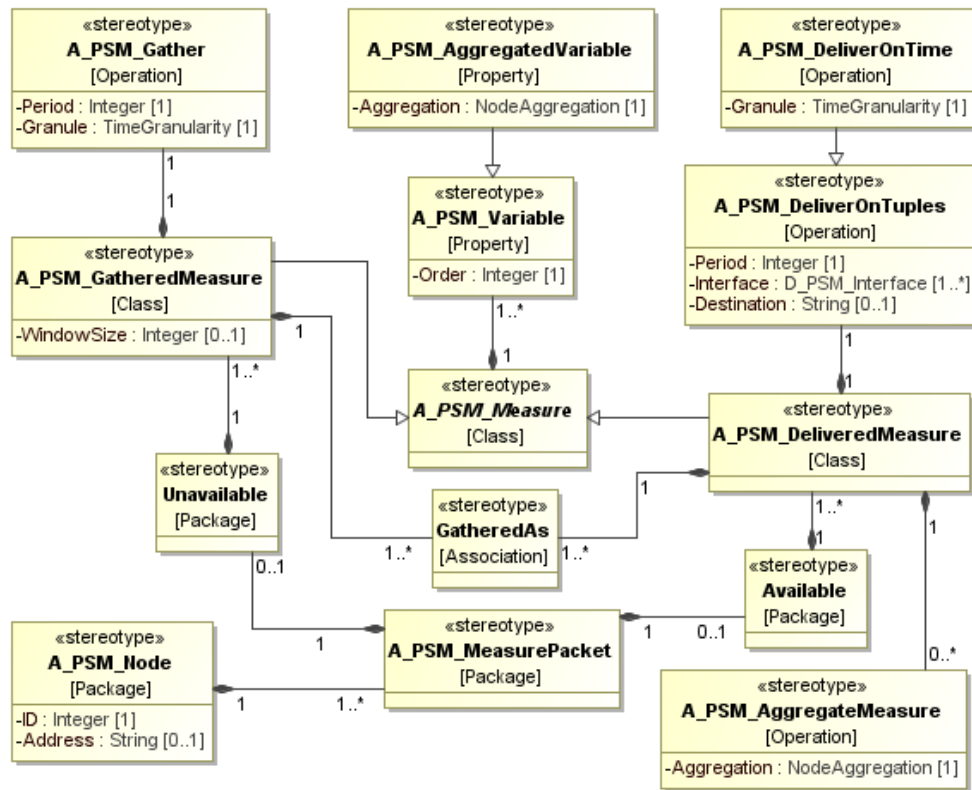 «stereotype»
A_PSM_Gather
[Operation]
-Period : Integer [1]
-Granule : TimeGranularity [1]
«stereotype»
A_PSM_AggregatedVariable
[Property]
-Aggregation : NodeAggregation [1]
«stereotype»
A_PSM_DeliverOnTime
[Operation]
-Granule : TimeGranularity [1]
1
1
«stereotype»
A_PSM_Variable
[Property]
-Order : Integer [1]
«stereotype»
A_PSM_DeliverOnTuples
[Operation]
-Period : Integer [1]
-Interface : D_PSM_Interface [1..*]
-Destination : String [0..1]
«stereotype»
A_PSM_GatheredMeasure
[Class]
-WindowSize : Integer [0..1]
1
1..*
1
1..*
1
1
1
«stereotype»
A_PSM_Measure
[Class]
«stereotype»
A_PSM_DeliveredMeasure
[Class]
1
«stereotype»
Unavailable
[Package]
«stereotype»
GatheredAs
[Association]
1..*
1..*
1
1..*
1
1
«stereotype»
Available
[Package]
0..1
1
1
0..1
«stereotype»
A_PSM_MeasurePacket
[Package]
«stereotype»
A_PSM_Node
[Package]
-ID : Integer [1]
-Address : String [0..1]
1
1..*
0..*
«stereotype»
A_PSM_AggregateMeasure
[Operation]
-Aggregation : NodeAggregation [1]